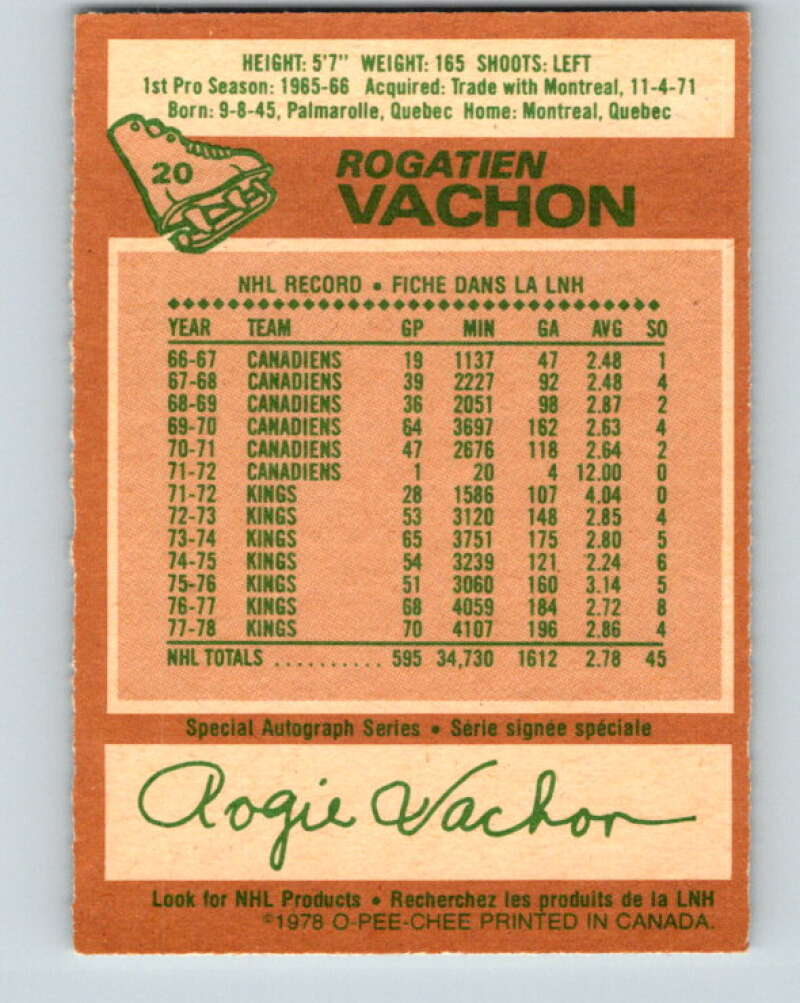 HEIGHT: 5'7" WEIGHT: 165 SHOOTS: LEFT
1st Pro Season: 1965-66 Acquired: Trade with Montreal, 11-4-71
Born: 9-8-45, Palmarolle, Quebec Home: Montreal, Quebec
20
ROGATIEN
VACHON
NHL RECORD • FICHE DANS LA LNH
YEAR TEAM GP MIN GA AVG SO
66-67 CANADIENS 19 1137 47 2.48 1
67-68 CANADIENS 39 2227 92 2.48 4
68-69 CANADIENS 36 2051 98 2.87 2
69-70 CANADIENS 64 3697 162 2.63 4
70-71 CANADIENS 47 2676 118 2.64 2
71-72 CANADIENS 1 20 4 12.00 0
71-72 KINGS 28 1586 107 4.04 0
72-73 KINGS 53 3120 148 2.85 4
73-74 KINGS 65 3751 175 2.80 5
74-75 KINGS 54 3239 121 2.24 6
75-76 KINGS 51 3060 160 3.14 5
76-77 KINGS 68 4059 184 2.72 8
77-78 KINGS 70 4107 196 2.86 4
NHL TOTALS .......... 595 34,730 1612 2.78 45
Special Autograph Series • Série signée spéciale
Rogie Vachon
Look for NHL Products • Recherchez les produits de la LNH
©1978 O-PEE-CHEE PRINTED IN CANADA.